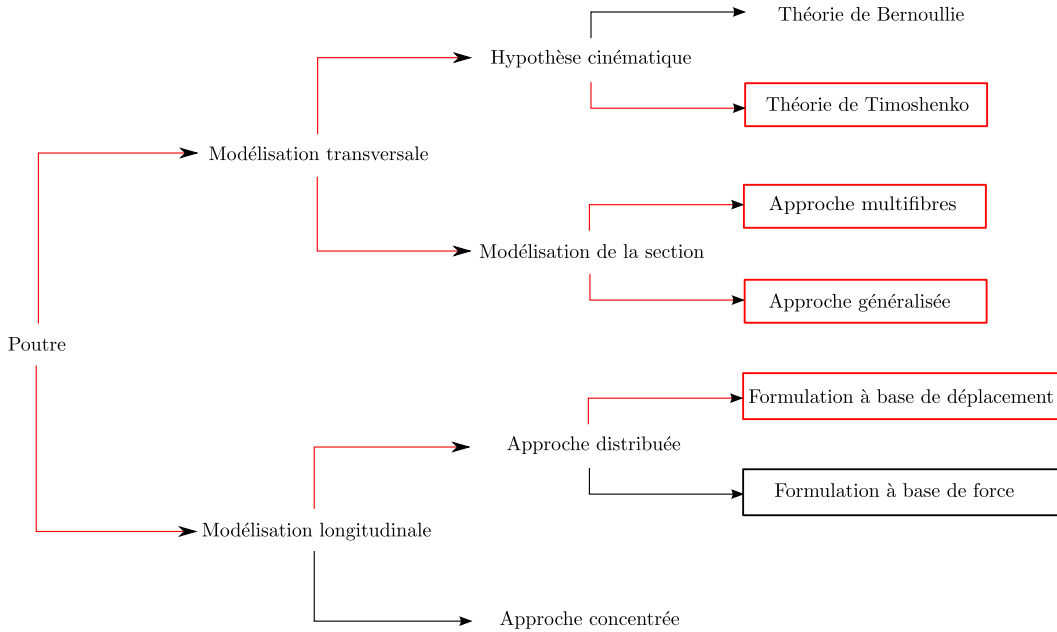 Théorie de Bernoullie
Hypothèse cinématique
Théorie de Timoshenko
Modélisation transversale
Approche multifibres
Modélisation de la section
Approche généralisée
Poutre
Formulation à base de déplacement
Approche distribuée
Formulation à base de force
Modélisation longitudinale
Approche concentrée